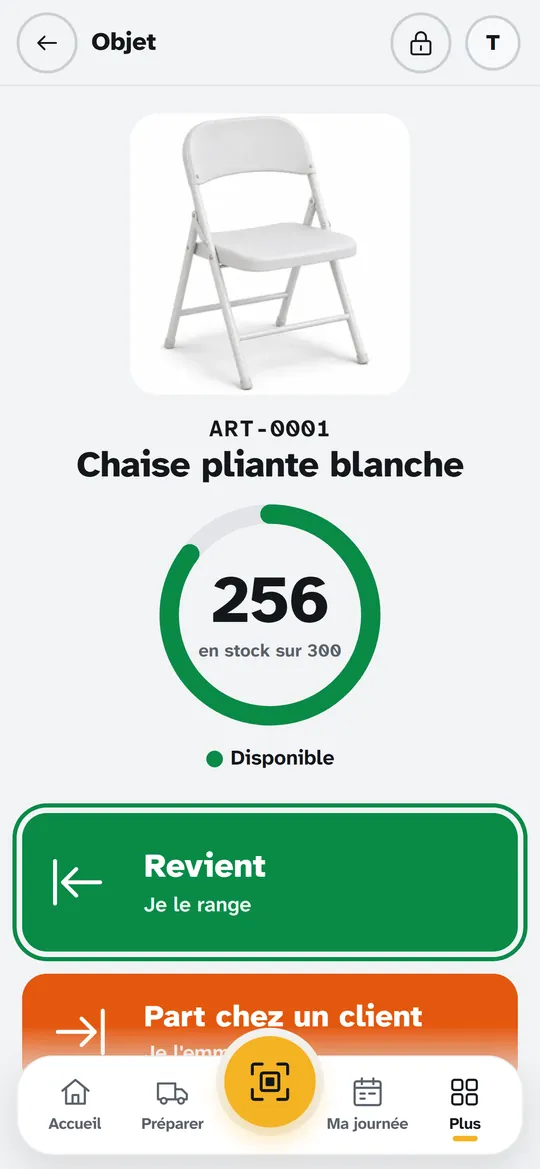 Objet
T
ART-0001
Chaise pliante blanche
256
en stock sur 300
Disponible
Revient
Je le range
Part chez un client
Accueil
Préparer
Ma journée
Plus